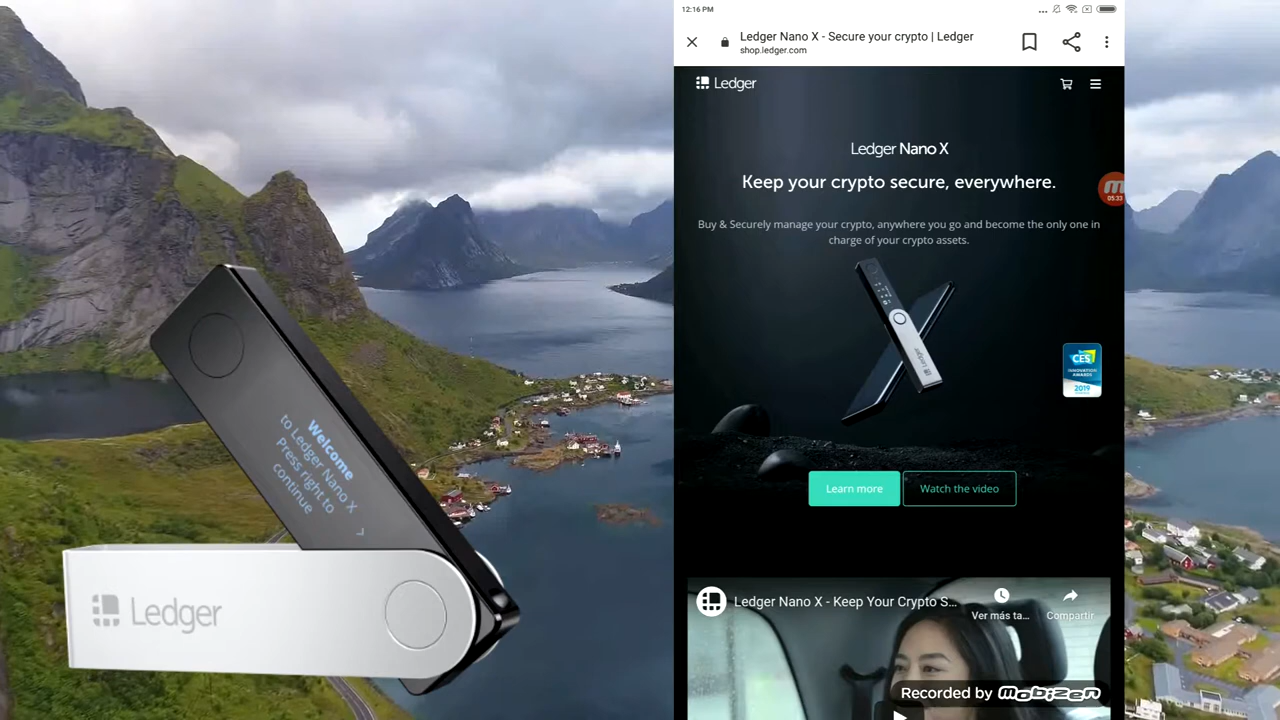 Welcome
to Ledger Nano X
Press right to
continue
Ledger
12:16 PM
Ledger Nano X - Secure your crypto | Ledger
shop.ledger.com
Ledger
Ledger Nano X
Keep your crypto secure, everywhere.
05:33
Buy & Securely manage your crypto, anywhere you go and become the only one in
charge of your crypto assets.
Ledger
CES
INNOVATION
AWARDS
2019
Learn more
Watch the video
Ledger Nano X - Keep Your Crypto S...
Ver más ta...
Compartir
Recorded by mobizen